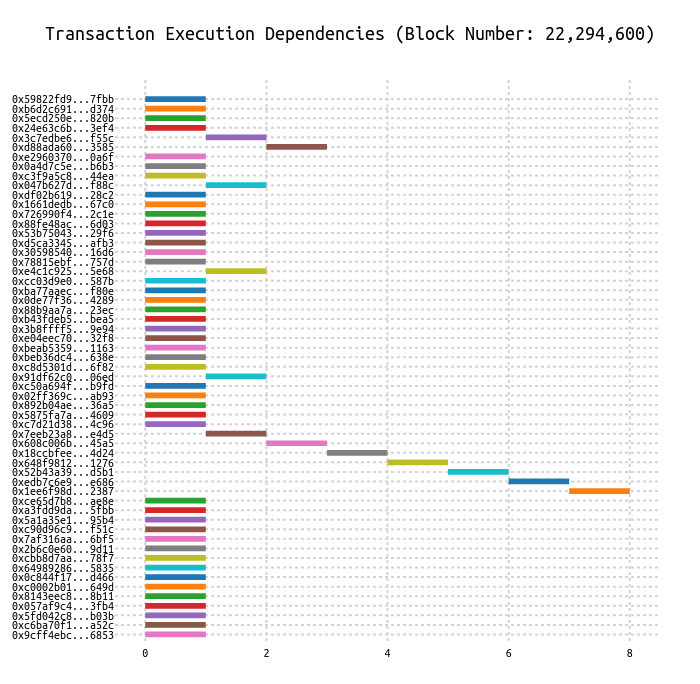 Transaction Execution Dependencies (Block Number: 22,294,600)
0x59822fd9...7fbb
0xb6d2c691...d374
0x5ecd250e...820b
0x24e63c6b...3ef4
0x3c7edbe6...f55c
0xd88ada60...3585
0xe2960370...0a6f
0x0a4d7c5e...b6b3
0xc3f9a5c8...44ea
0x047b627d...f88c
0xdf02b619...28c2
0x1661dedb...67c0
0x726990f4...2c1e
0x88fe48ac...6d03
0x53b75043...29f6
0xd5ca3345...afb3
0x30598540...16d6
0x78815ebf...757d
0xe4c1c925...5e68
0xcc03d9e0...587b
0xba77aaec...f80e
0x0de77f36...4289
0x88b9aa7a...23ec
0xb43fdeb5...bea5
0x3b8ffff5...9e94
0xe04eec70...32f8
0xbeab5359...1163
0xbeb36dc4...638e
0xc8d5301d...6f82
0x91df62c0...06ed
0xc50a694f...b9fd
0x02ff369c...ab93
0x892b04ae...36a5
0x5875fa7a...4609
0xc7d21d38...4c96
0x7eeb23a8...e4d5
0x608c006b...45a5
0x18ccbfee...4d24
0x648f9812...1276
0x52b43a39...d5b1
0xedb7c6e9...e686
0x1ee6f98d...2387
0xce65d7b8...ae8e
0xa3fdd9da...5fbb
0x5a1a35e1...95b4
0xc90d96c9...f51c
0x7af316aa...6bf5
0x2b6c0e60...9d11
0xcbb8d7aa...78f7
0x64989286...5835
0x0c844f17...d466
0xc0002b01...649d
0x8143eec8...8b11
0x057af9c4...3fb4
0x5fd042c8...b03b
0xc6ba70f1...a52c
0x9cff4ebc...6853
0 2 4 6 8